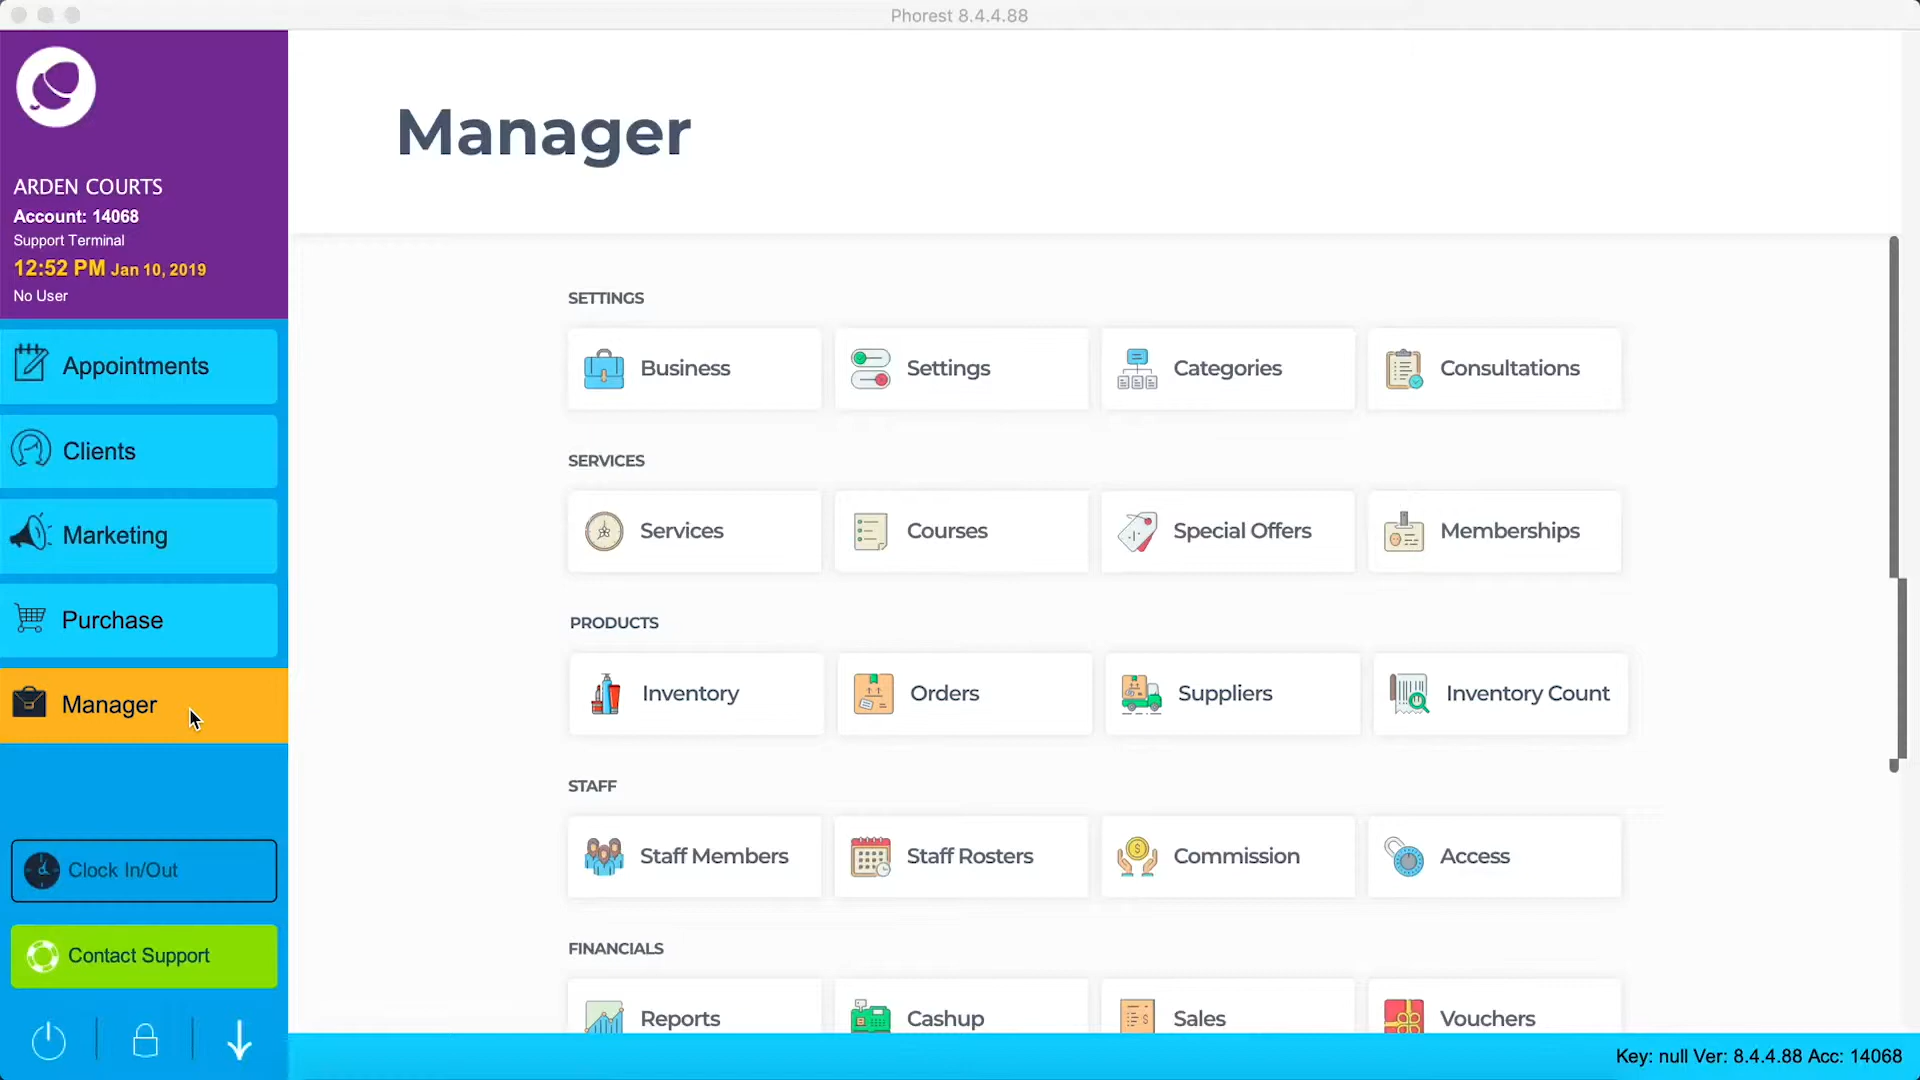 Phorest 8.4.4.88
ARDEN COURTS
Account: 14068
Support Terminal
12:52 PM Jan 10, 2019
No User
Appointments
Clients
Marketing
Purchase
Manager
Clock In/Out
Contact Support
Manager
SETTINGS
Business
Settings
Categories
Consultations
SERVICES
Services
Courses
Special Offers
Memberships
PRODUCTS
Inventory
Orders
Suppliers
Inventory Count
STAFF
Staff Members
Staff Rosters
Commission
Access
FINANCIALS
Reports
Cashup
Sales
Vouchers
Key: null Ver: 8.4.4.88 Acc: 14068